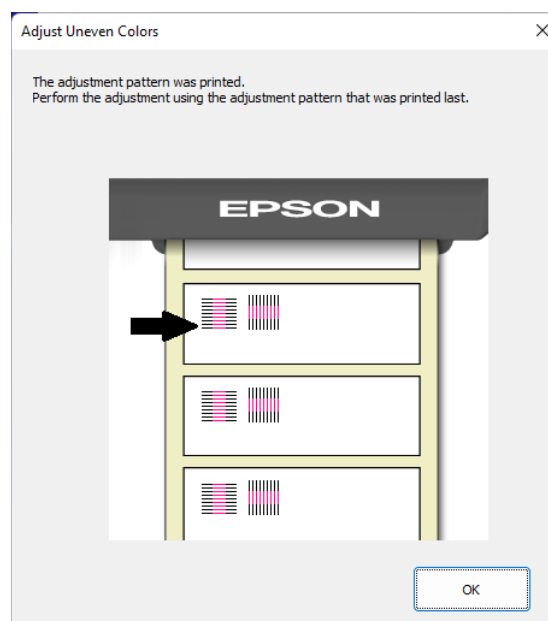 Adjust Uneven Colors
The adjustment pattern was printed.
Perform the adjustment using the adjustment pattern that was printed last.
EPSON
OK